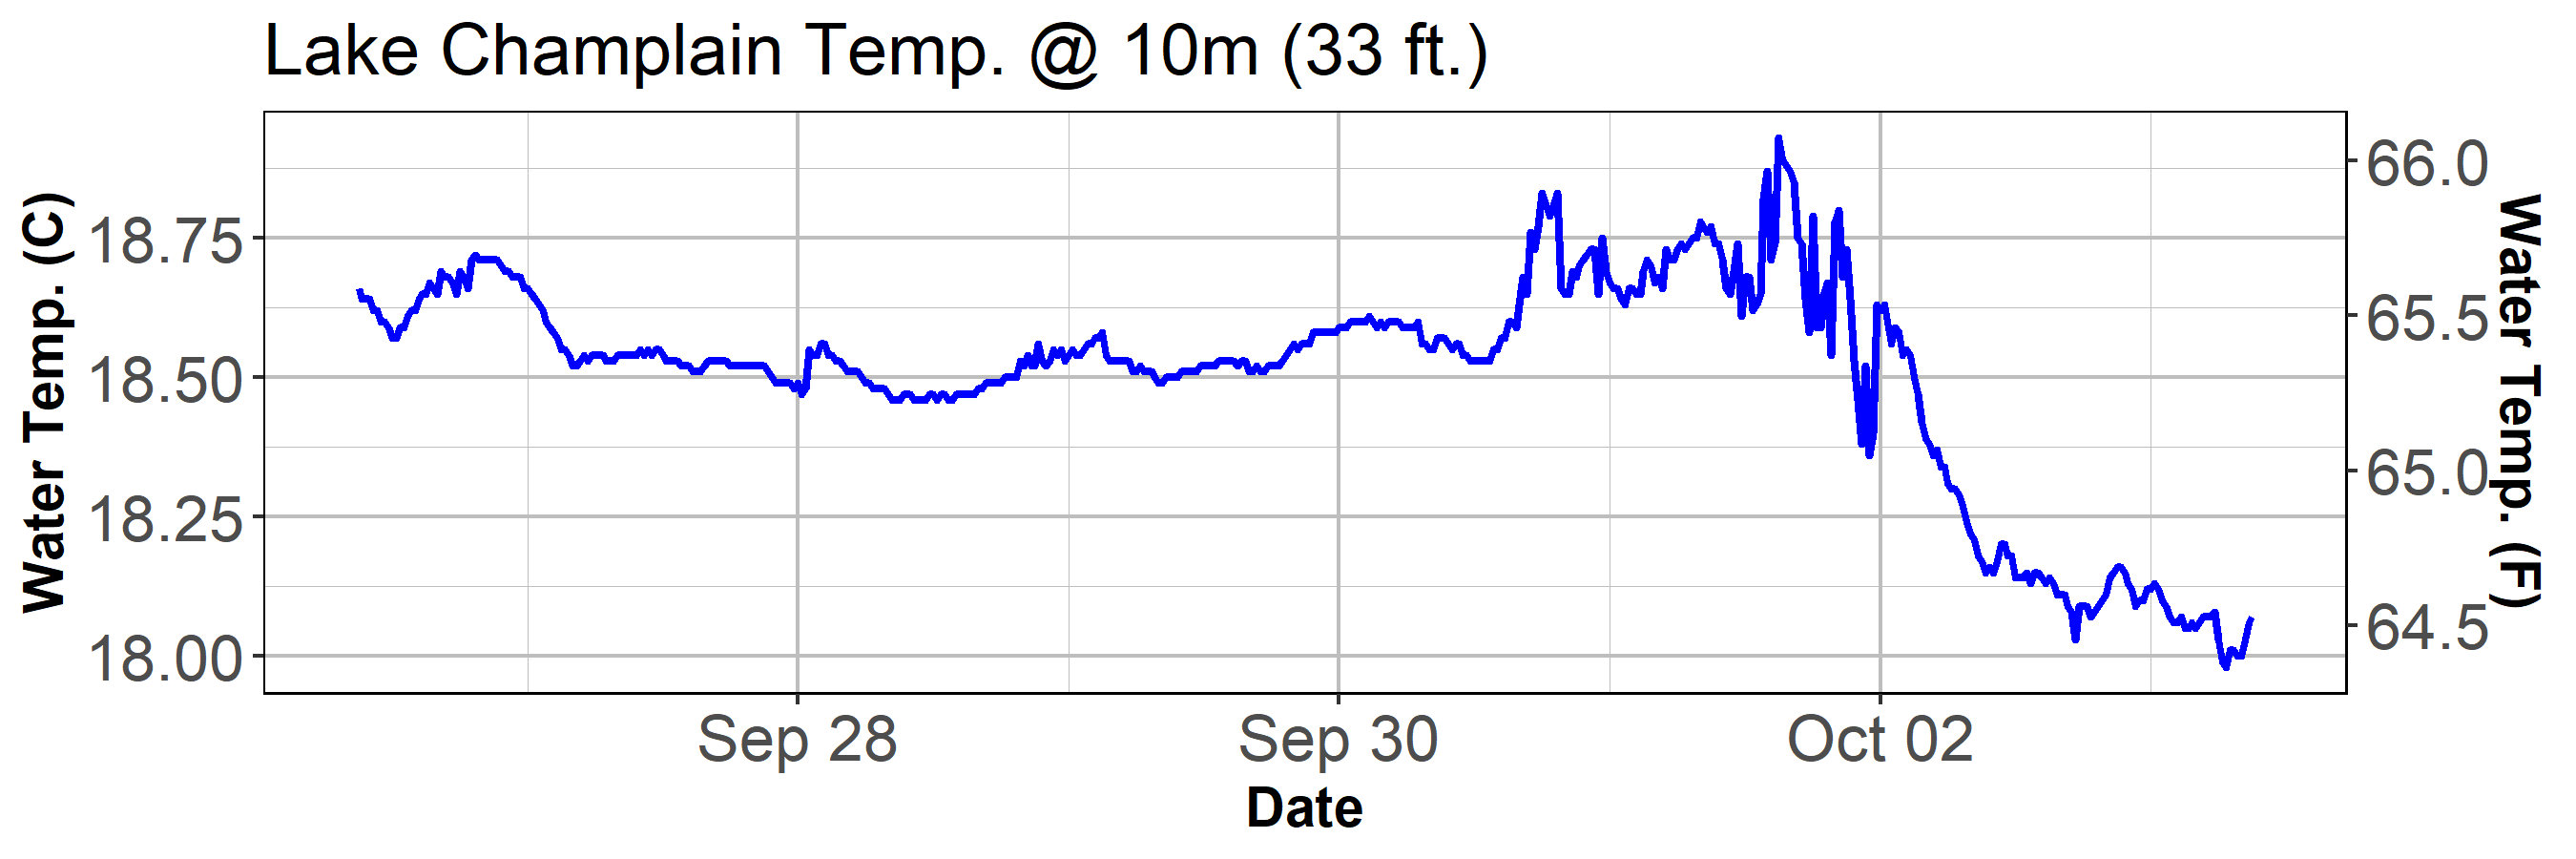 Lake Champlain Temp. @ 10m (33 ft.)
Water Temp. (C)
18.75
18.50
18.25
18.00
66.0
65.5
65.0
64.5
Water Temp. (F)
Sep 28
Sep 30
Oct 02
Date